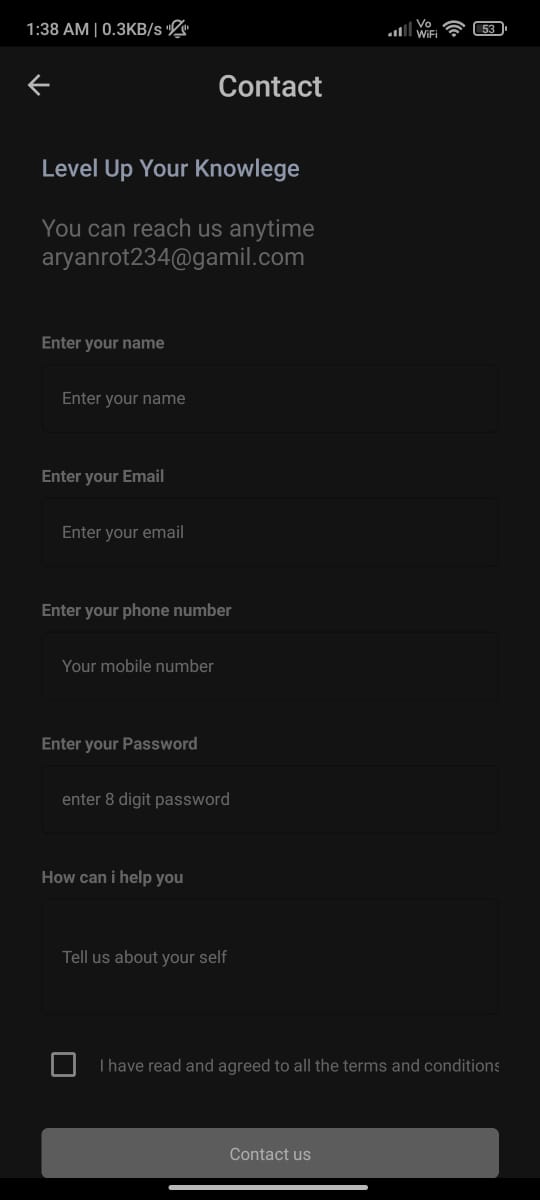 1:38 AM | 0.3KB/s Vo WiFi 53
Contact
Level Up Your Knowlege
You can reach us anytime
aryanrot234@gamil.com
Enter your name
Enter your name
Enter your Email
Enter your email
Enter your phone number
Your mobile number
Enter your Password
enter 8 digit password
How can i help you
Tell us about your self
I have read and agreed to all the terms and conditions
Contact us